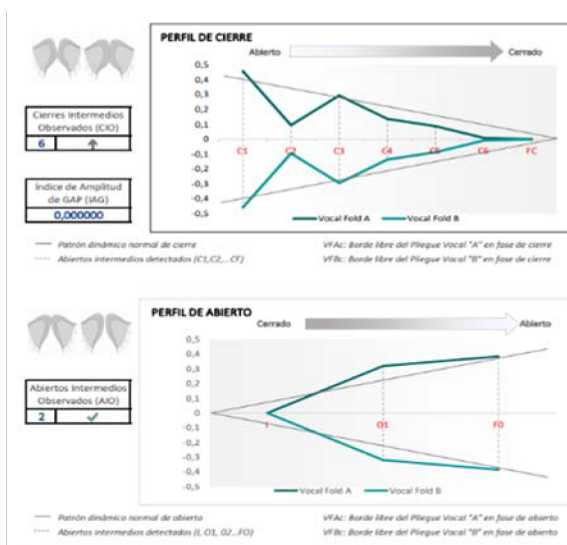 PERFIL DE CIERRE
Abierto
Cerrado
Cierres Intermedios
Observados (CIO)
6
Índice de Amplitud
de GAP (IAG)
0,000000
0,5
0,4
0,3
0,2
0,1
0
-0,1
-0,2
-0,3
-0,4
-0,5
C1
C2
C3
C4
C5
C6
FC
Vocal Fold A
Vocal Fold B
Patrón dinámico normal de cierre
VFAc: Borde libre del Pliegue Vocal "A" en fase de cierre
Abiertos intermedios detectados (C1,C2,...CF)
VFBc: Borde libre del Pliegue Vocal "B" en fase de cierre
PERFIL DE ABIERTO
Cerrado
Abierto
Abiertos Intermedios
Observados (AIO)
2
0,5
0,4
0,3
0,2
0,1
0
-0,1
-0,2
-0,3
-0,4
-0,5
I
O1
FO
Vocal Fold A
Vocal Fold B
Patrón dinámico normal de abierto
VFAc: Borde libre del Pliegue Vocal "A" en fase de abierto
Abiertos intermedios detectados (I, O1, O2...FO)
VFBc: Borde libre del Pliegue Vocal "B" en fase de abierto